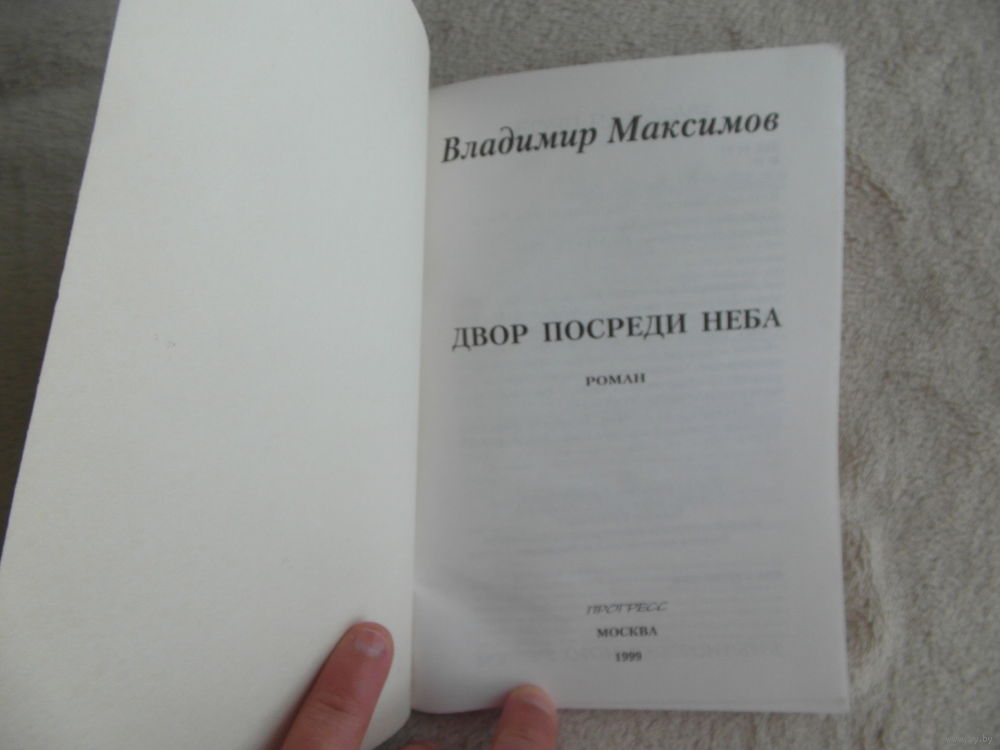 Владимир Максимов
ДВОР ПОСРЕДИ НЕБА
РОМАН
ПРОГРЕСС
МОСКВА
1999